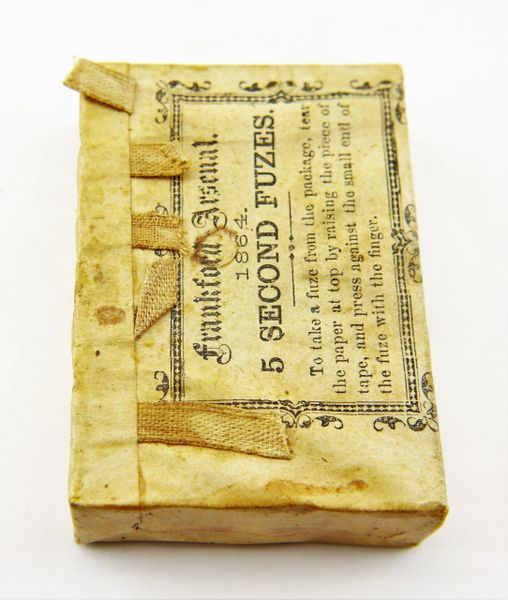 Frankford Arsenal.
1864.
5 SECOND FUZES.
To take a fuze from the package, tear
the paper at top by raising the piece of
tape, and press against the small end of
the fuze with the finger.